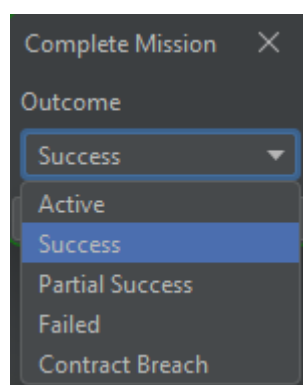 Complete Mission
Outcome
Success
Active
Success
Partial Success
Failed
Contract Breach